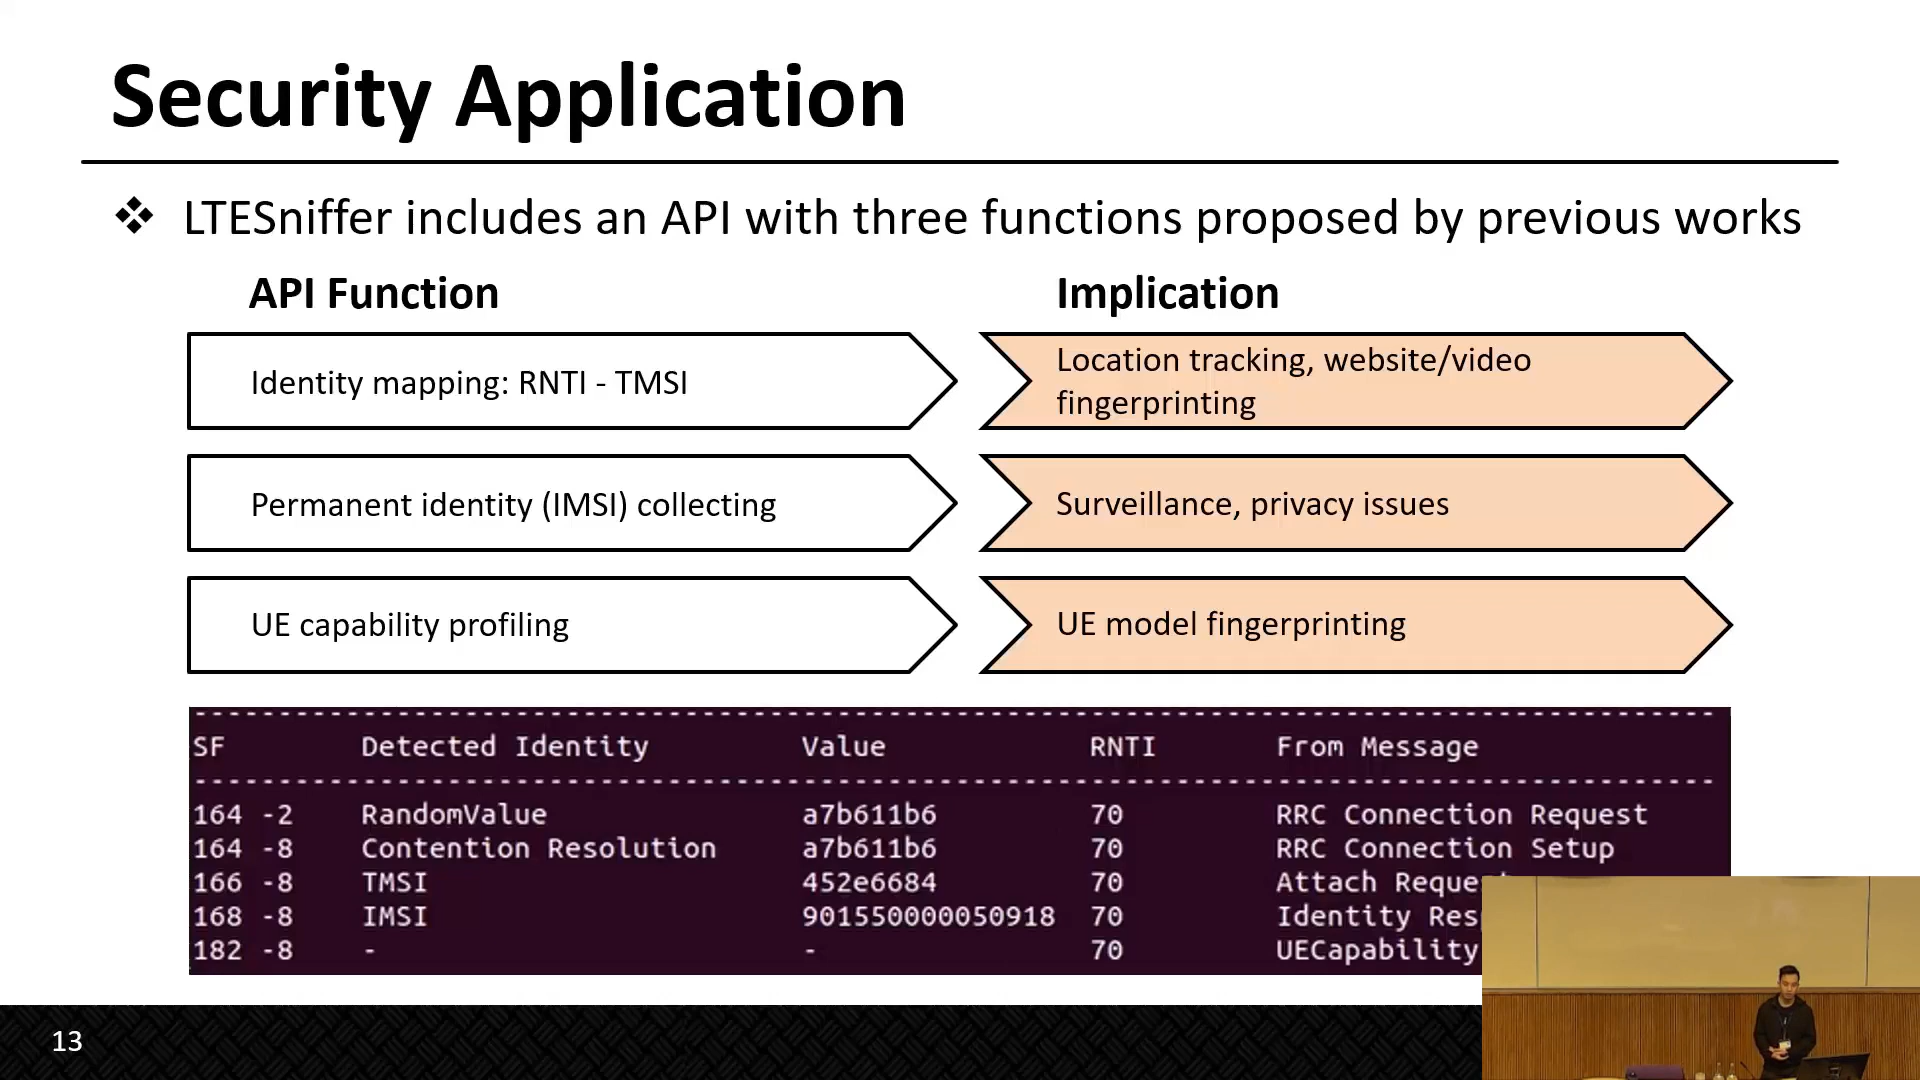 Security Application
❖ LTESniffer includes an API with three functions proposed by previous works
API Function
Implication
Identity mapping: RNTI - TMSI
Location tracking, website/video
fingerprinting
Permanent identity (IMSI) collecting
Surveillance, privacy issues
UE capability profiling
UE model fingerprinting
SF Detected Identity Value RNTI From Message
164 -2 RandomValue a7b611b6 70 RRC Connection Request
164 -8 Contention Resolution a7b611b6 70 RRC Connection Setup
166 -8 TMSI 452e6684 70 Attach Reques
168 -8 IMSI 901550000050918 70 Identity Res
182 -8 - - 70 UECapability
13